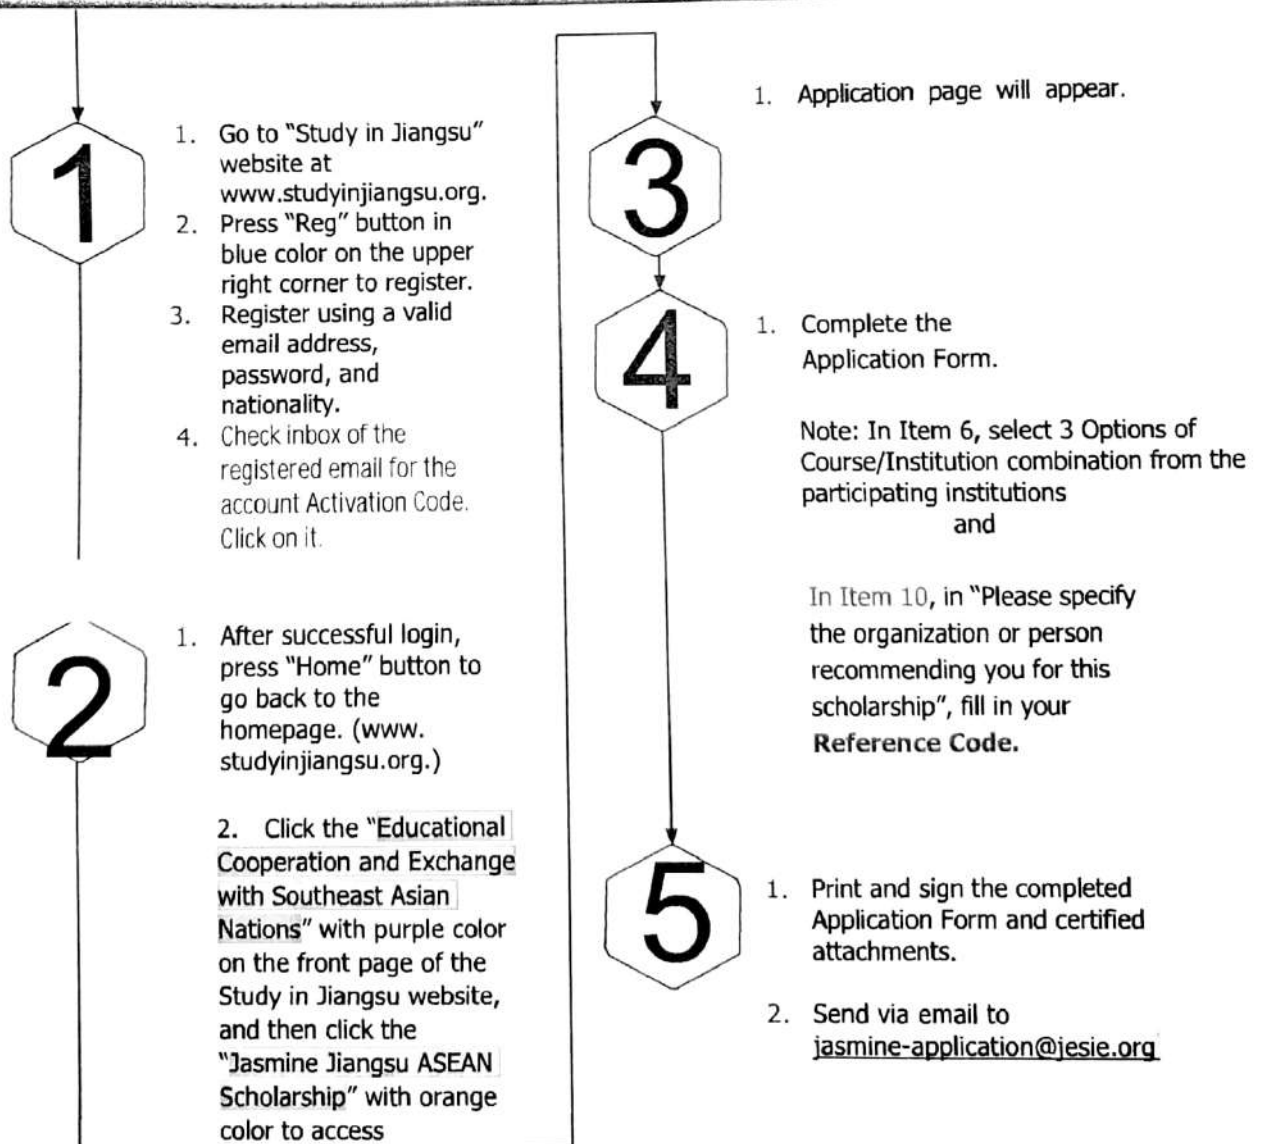 1
1. Go to "Study in Jiangsu"
website at
www.studyinjiangsu.org.
2. Press "Reg" button in
blue color on the upper
right corner to register.
3. Register using a valid
email address,
password, and
nationality.
4. Check inbox of the
registered email for the
account Activation Code.
Click on it.
2
1. After successful login,
press "Home" button to
go back to the
homepage. (www.
studyinjiangsu.org.)
2. Click the "Educational
Cooperation and Exchange
with Southeast Asian
Nations" with purple color
on the front page of the
Study in Jiangsu website,
and then click the
"Jasmine Jiangsu ASEAN
Scholarship" with orange
color to access
3
1. Application page will appear.
4
1. Complete the
Application Form.
Note: In Item 6, select 3 Options of
Course/Institution combination from the
participating institutions
and
In Item 10, in "Please specify
the organization or person
recommending you for this
scholarship", fill in your
Reference Code.
5
1. Print and sign the completed
Application Form and certified
attachments.
2. Send via email to
jasmine-application@jesie.org